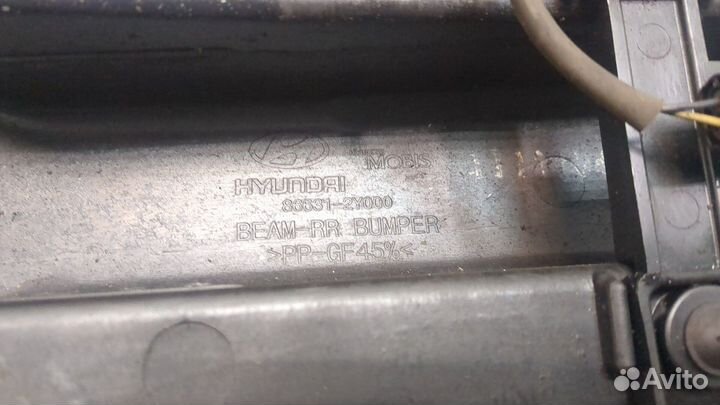 MOBIS
HYUNDAI
86631-2Y000
BEAM-RR BUMPER
>PP-GF45%<
Avito